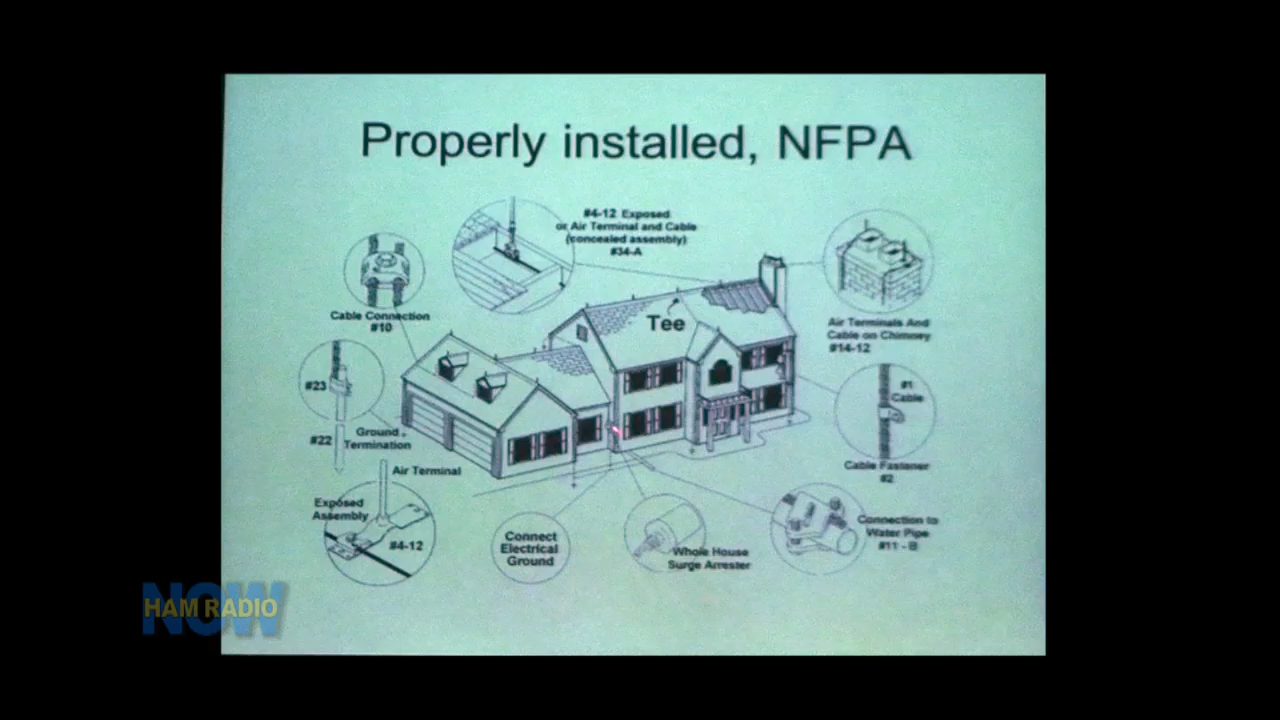 Properly installed, NFPA
#4-12 Exposed
or Air Terminal and Cable
(concealed assembly)
#34-A
Cable Connection
#10
Tee
Air Terminals And
Cable on Chimney
#14-12
#23
#1
Cable
#22
Ground
Termination
Cable Fastener
#2
Air Terminal
Exposed
Assembly
#4-12
Connect
Electrical
Ground
Whole House
Surge Arrester
Connection to
Water Pipe
#11 - B
NOW
HAM RADIO